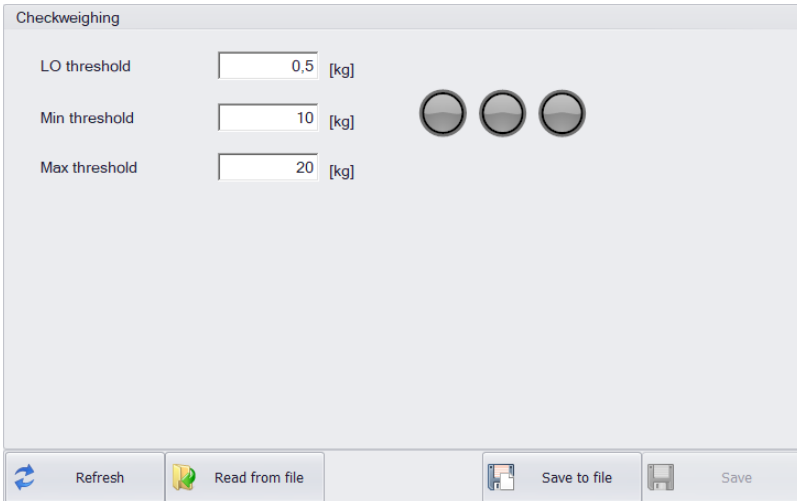 Checkweighing
LO threshold 0,5 [kg]
Min threshold 10 [kg]
Max threshold 20 [kg]
Refresh Read from file Save to file Save